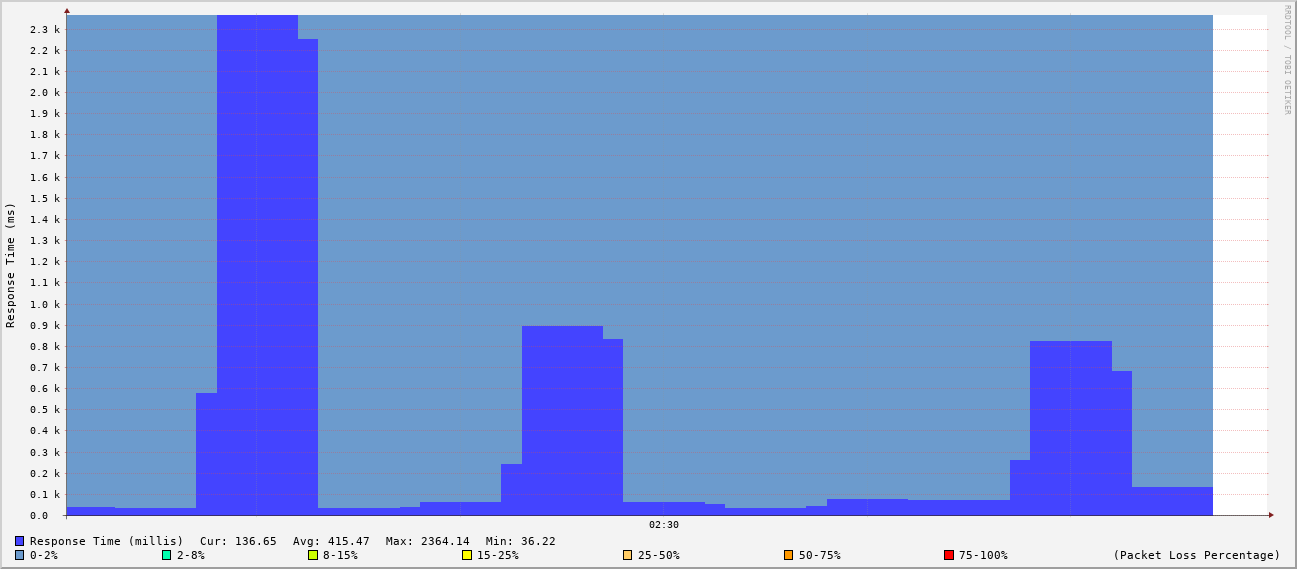 RRDTOOL / TOBI OETIKER
Response Time (ms)
2.3 k
2.2 k
2.1 k
2.0 k
1.9 k
1.8 k
1.7 k
1.6 k
1.5 k
1.4 k
1.3 k
1.2 k
1.1 k
1.0 k
0.9 k
0.8 k
0.7 k
0.6 k
0.5 k
0.4 k
0.3 k
0.2 k
0.1 k
0.0
02:30
Response Time (millis) Cur: 136.65 Avg: 415.47 Max: 2364.14 Min: 36.22
0-2% 2-8% 8-15% 15-25% 25-50% 50-75% 75-100% (Packet Loss Percentage)